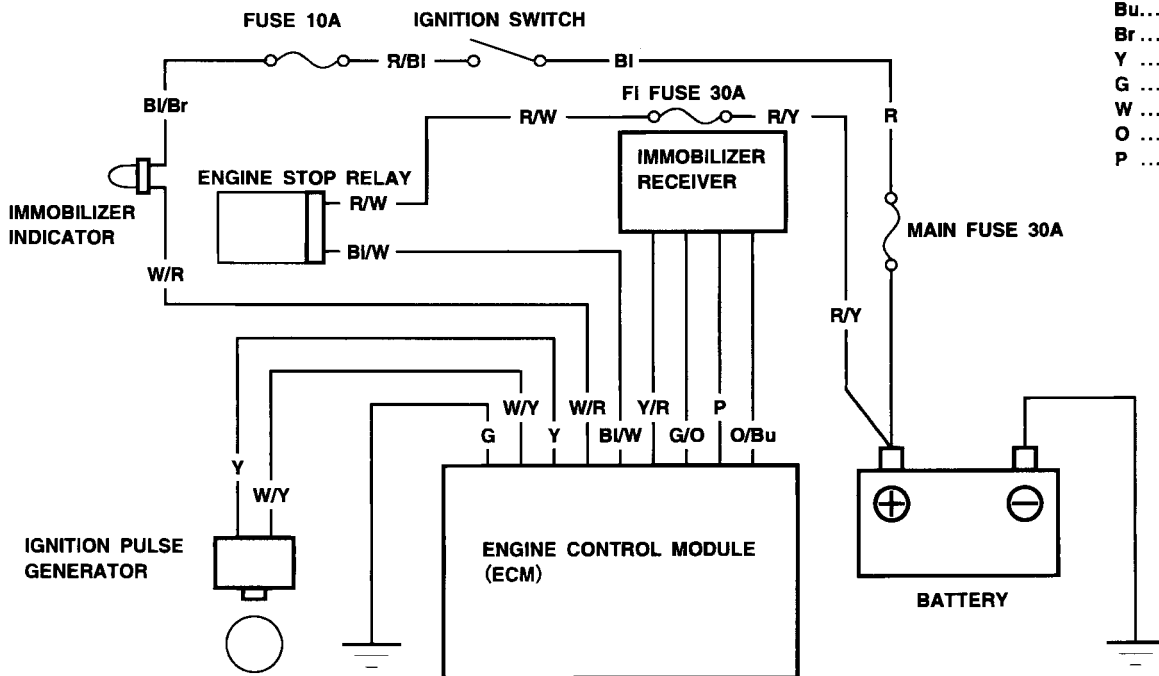 FUSE 10A
IGNITION SWITCH
Bu...
Br ...
Y ...
G ...
W ...
O ...
P ...
R/Bl
Bl
FI FUSE 30A
Bl/Br
R/W
R/Y
R
IMMOBILIZER
RECEIVER
ENGINE STOP RELAY
R/W
IMMOBILIZER
INDICATOR
MAIN FUSE 30A
Bl/W
W/R
R/Y
G
W/Y
Y
W/R
Bl/W
Y/R
G/O
P
O/Bu
Y
W/Y
IGNITION PULSE
GENERATOR
ENGINE CONTROL MODULE
(ECM)
+
−
BATTERY